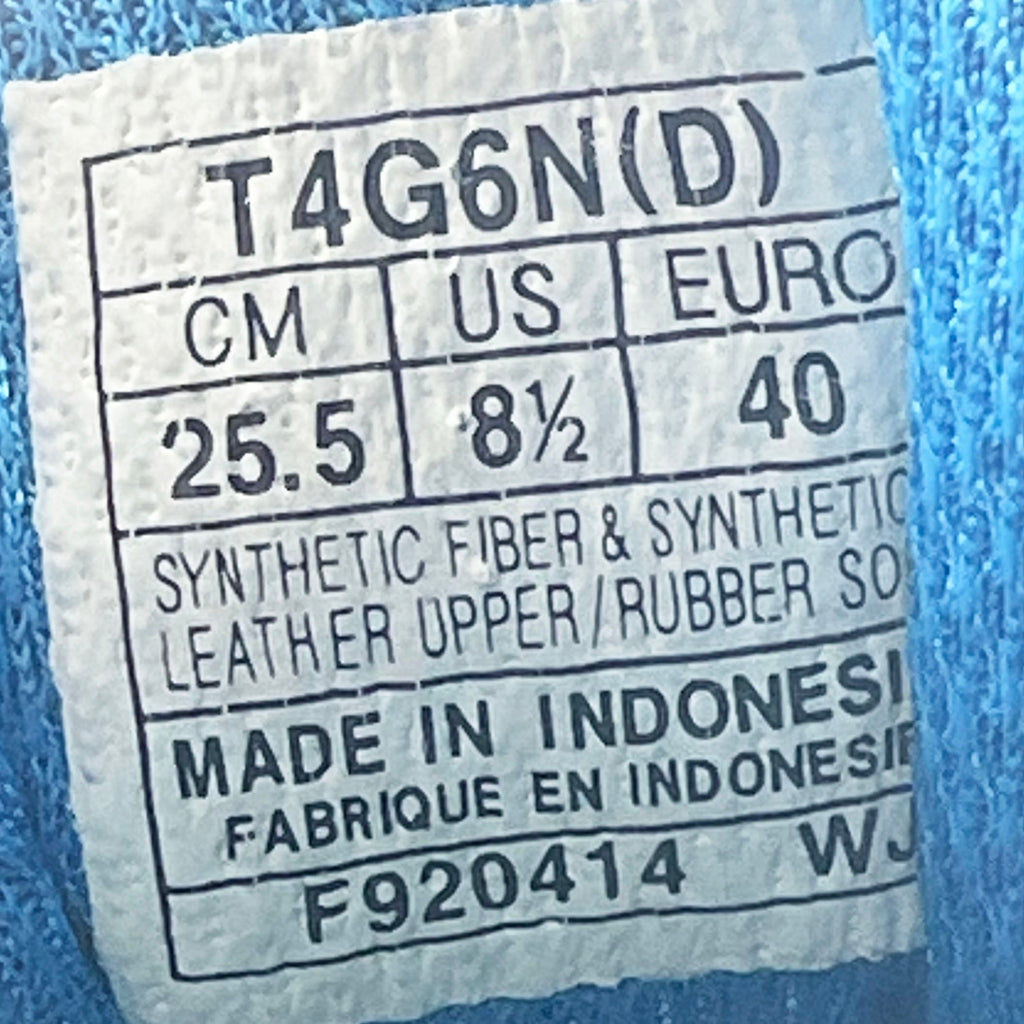 T4G6N(D)
CM US EURO
25.5 8½ 40
SYNTHETIC FIBER & SYNTHETIC
LEATHER UPPER/RUBBER SO
MADE IN INDONESI
FABRIQUE EN INDONESIE
F920414 WJ